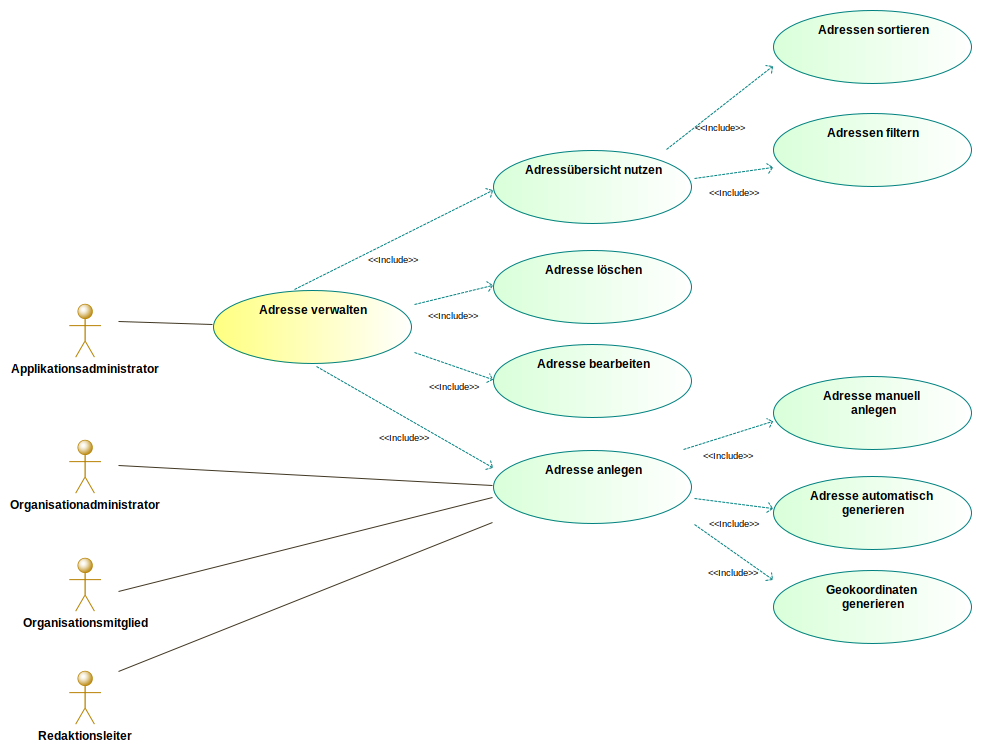 Adressen sortieren
<<Include>>
Adressen filtern
Adressübersicht nutzen
<<Include>>
<<Include>>
Adresse löschen
Adresse verwalten
<<Include>>
Applikationsadministrator
Adresse bearbeiten
<<Include>>
Adresse manuell
anlegen
<<Include>>
<<Include>>
Adresse anlegen
Organisationadministrator
Adresse automatisch
generieren
<<Include>>
<<Include>>
Geokoordinaten
generieren
Organisationsmitglied
Redaktionsleiter